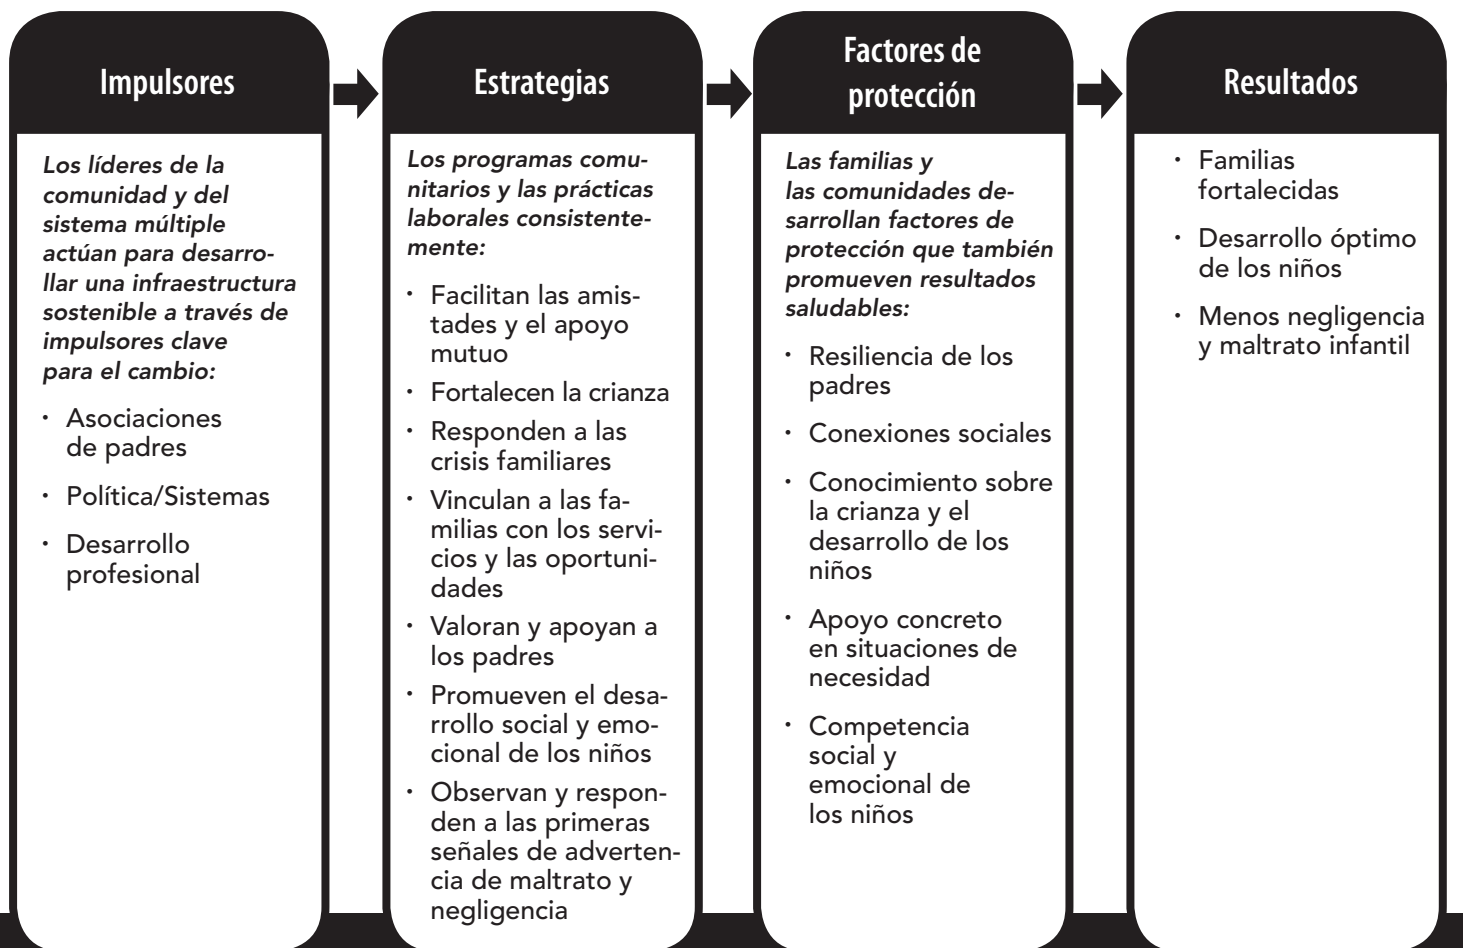 Impulsores
Los líderes de la
comunidad y del
sistema múltiple
actúan para desarro-
llar una infraestructura
sostenible a través de
impulsores clave
para el cambio:
· Asociaciones
de padres
· Política/Sistemas
· Desarrollo
profesional
Estrategias
Los programas comu-
nitarios y las prácticas
laborales consistente-
mente:
· Facilitan las amis-
tades y el apoyo
mutuo
· Fortalecen la crianza
· Responden a las
crisis familiares
· Vinculan a las fa-
milias con los servi-
cios y las oportuni-
dades
· Valoran y apoyan a
los padres
· Promueven el desa-
rrollo social y emo-
cional de los niños
· Observan y respon-
den a las primeras
señales de adverten-
cia de maltrato y
negligencia
Factores de
protección
Las familias y
las comunidades de-
sarrollan factores de
protección que también
promueven resultados
saludables:
· Resiliencia de los
padres
· Conexiones sociales
· Conocimiento sobre
la crianza y el
desarrollo de los
niños
· Apoyo concreto
en situaciones de
necesidad
· Competencia
social y
emocional de
los niños
Resultados
· Familias
fortalecidas
· Desarrollo óptimo
de los niños
· Menos negligencia
y maltrato infantil